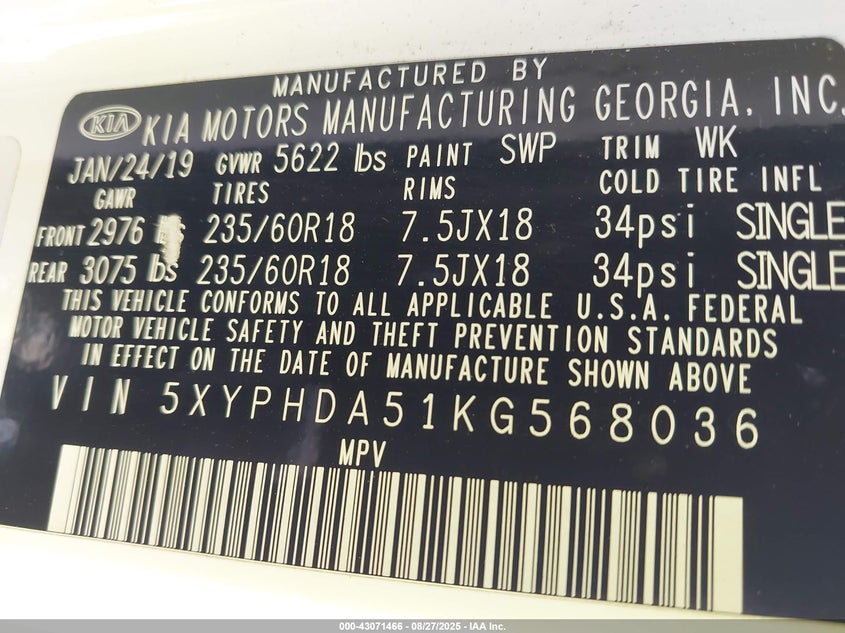 MANUFACTURED BY
KIA KIA MOTORS MANUFACTURING GEORGIA, INC.
JAN/24/19 GVWR 5622 lbs PAINT SWP TRIM WK
GAWR TIRES RIMS COLD TIRE INFL
FRONT 2976 lbs 235/60R18 7.5JX18 34psi SINGLE
REAR 3075 lbs 235/60R18 7.5JX18 34psi SINGLE
THIS VEHICLE CONFORMS TO ALL APPLICABLE U.S.A. FEDERAL
MOTOR VEHICLE SAFETY AND THEFT PREVENTION STANDARDS
IN EFFECT ON THE DATE OF MANUFACTURE SHOWN ABOVE
VIN 5XYPHDA51KG568036
MPV
000-43071466 - 08/27/2025 - IAA Inc.